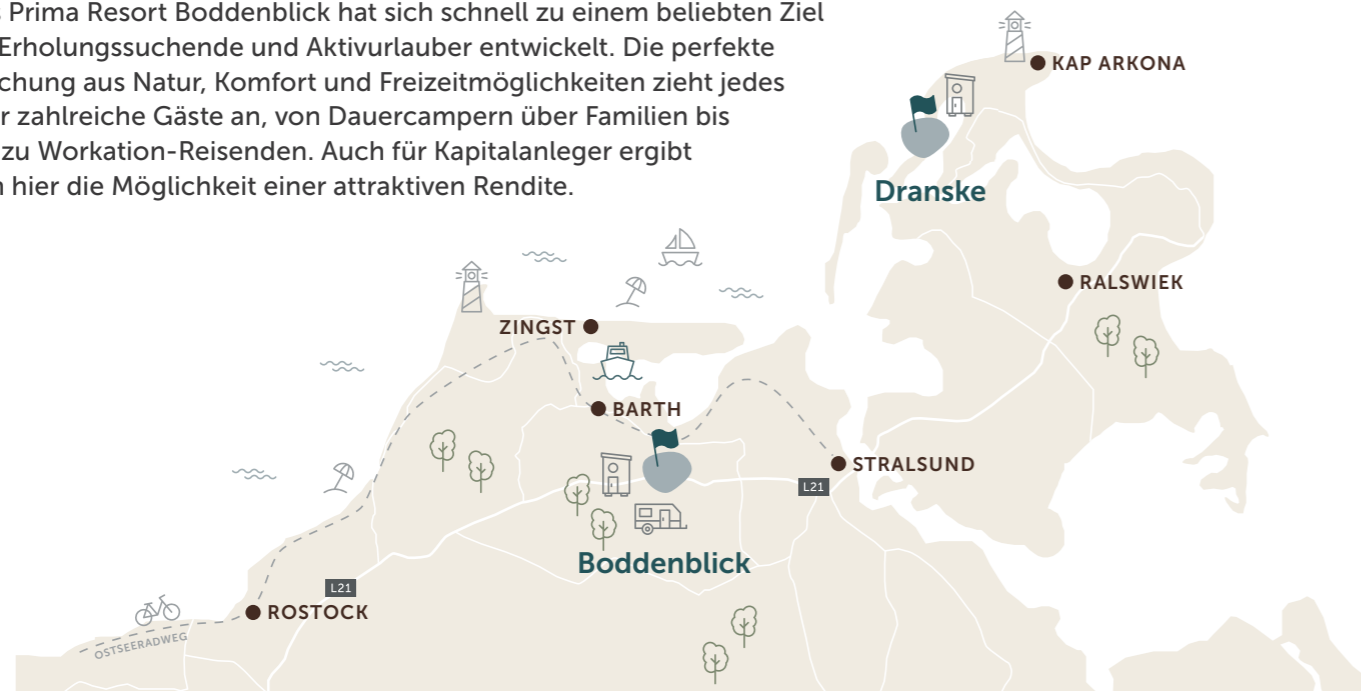 Prima Resort Boddenblick hat sich schnell zu einem beliebten Ziel
Erholungssuchende und Aktivurlauber entwickelt. Die perfekte
chung aus Natur, Komfort und Freizeitmöglichkeiten zieht jedes
r zahlreiche Gäste an, von Dauercampern über Familien bis
zu Workation-Reisenden. Auch für Kapitalanleger ergibt
hier die Möglichkeit einer attraktiven Rendite.
KAP ARKONA
Dranske
RALSWIEK
ZINGST
BARTH
STRALSUND
L21
Boddenblick
L21
ROSTOCK
OSTSEERADWEG